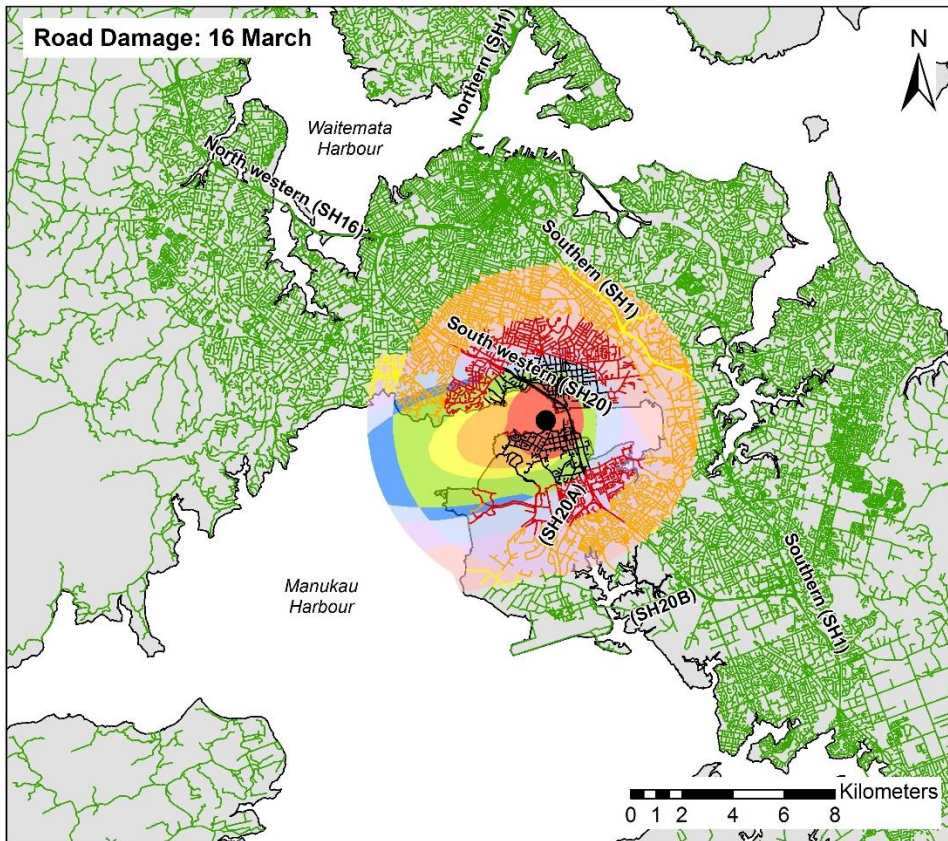 Road Damage: 16 March
Northern (SH1)
N
Waitemata
Harbour
North western (SH16)
Southern (SH1)
South western (SH20)
(SH20A)
Manukau
Harbour
(SH20B)
Southern (SH1)
Kilometers
0 1 2 4 6 8